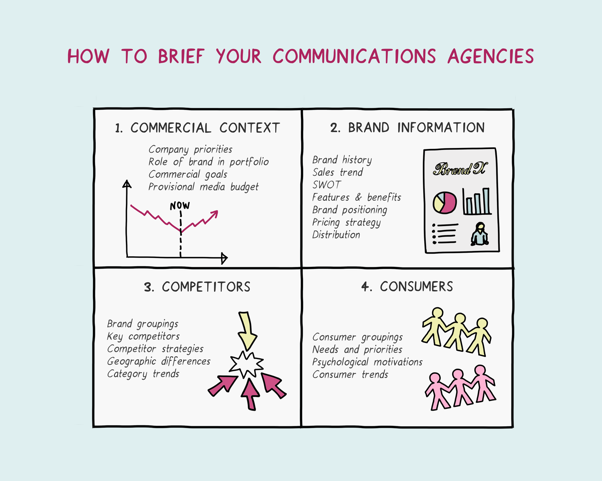 HOW TO BRIEF YOUR COMMUNICATIONS AGENCIES
1. COMMERCIAL CONTEXT
Company priorities
Role of brand in portfolio
Commercial goals
Provisional media budget
NOW
2. BRAND INFORMATION
Brand history
Sales trend
SWOT
Features & benefits
Brand positioning
Pricing strategy
Distribution
Brand X
3. COMPETITORS
Brand groupings
Key competitors
Competitor strategies
Geographic differences
Category trends
4. CONSUMERS
Consumer groupings
Needs and priorities
Psychological motivations
Consumer trends